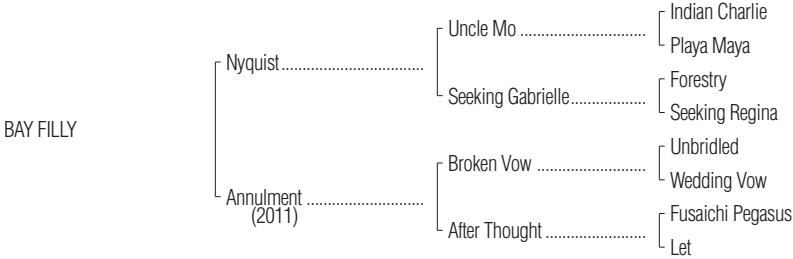 Indian Charlie
Uncle Mo ..............................
Playa Maya
Nyquist..................................
Forestry
Seeking Gabrielle..................
Seeking Regina
BAY FILLY
Unbridled
Broken Vow ..........................
Wedding Vow
Annulment ............................
(2011)
Fusaichi Pegasus
After Thought ........................
Let